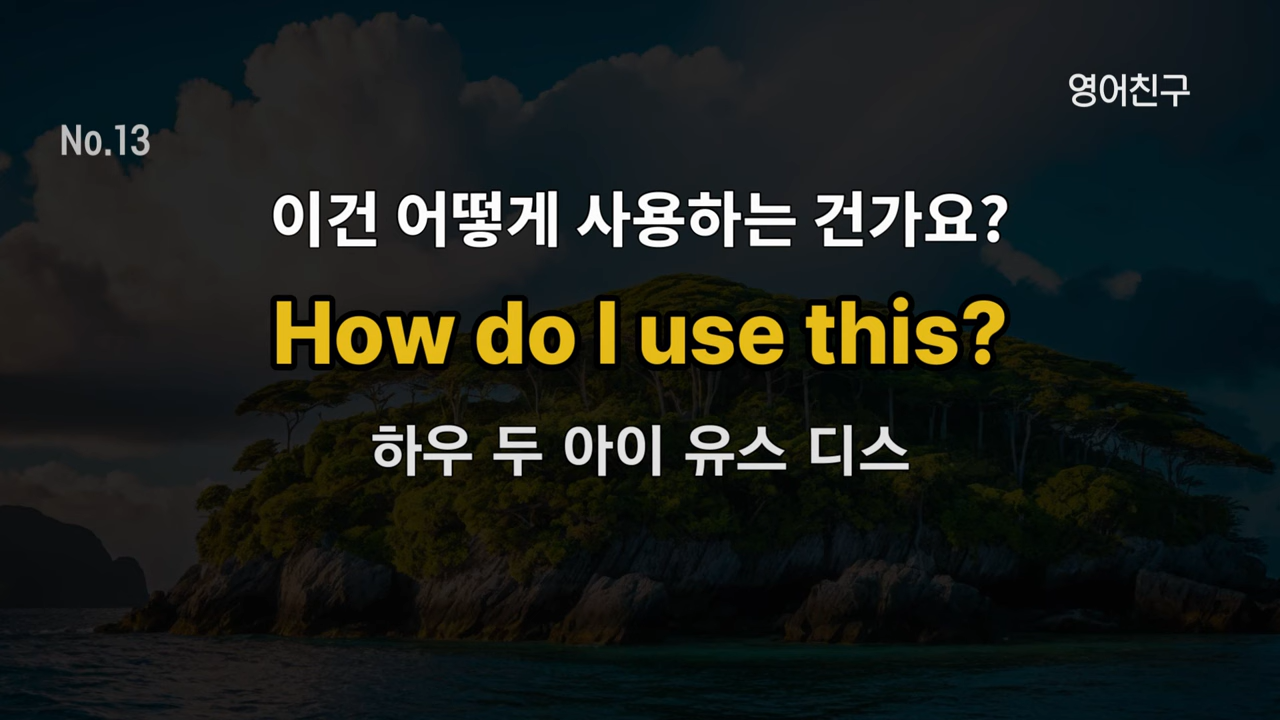 영어친구
No.13
이건 어떻게 사용하는 건가요?
How do I use this?
하우 두 아이 유스 디스